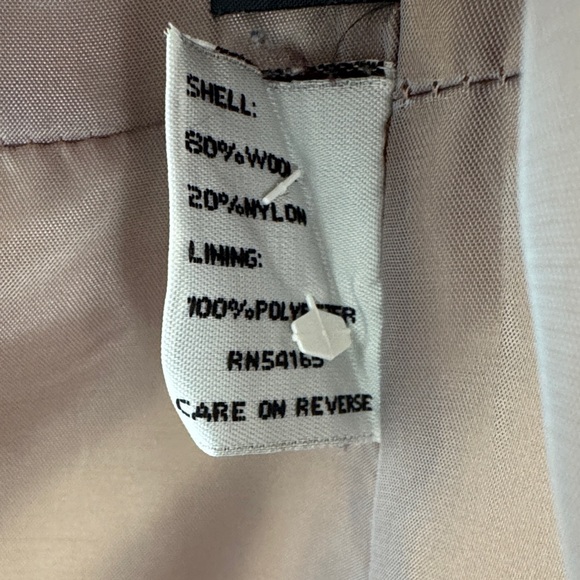 SHELL:
80%WOOL
20%NYLON
LINING:
100%POLYESTER
RN54165
CARE ON REVERSE